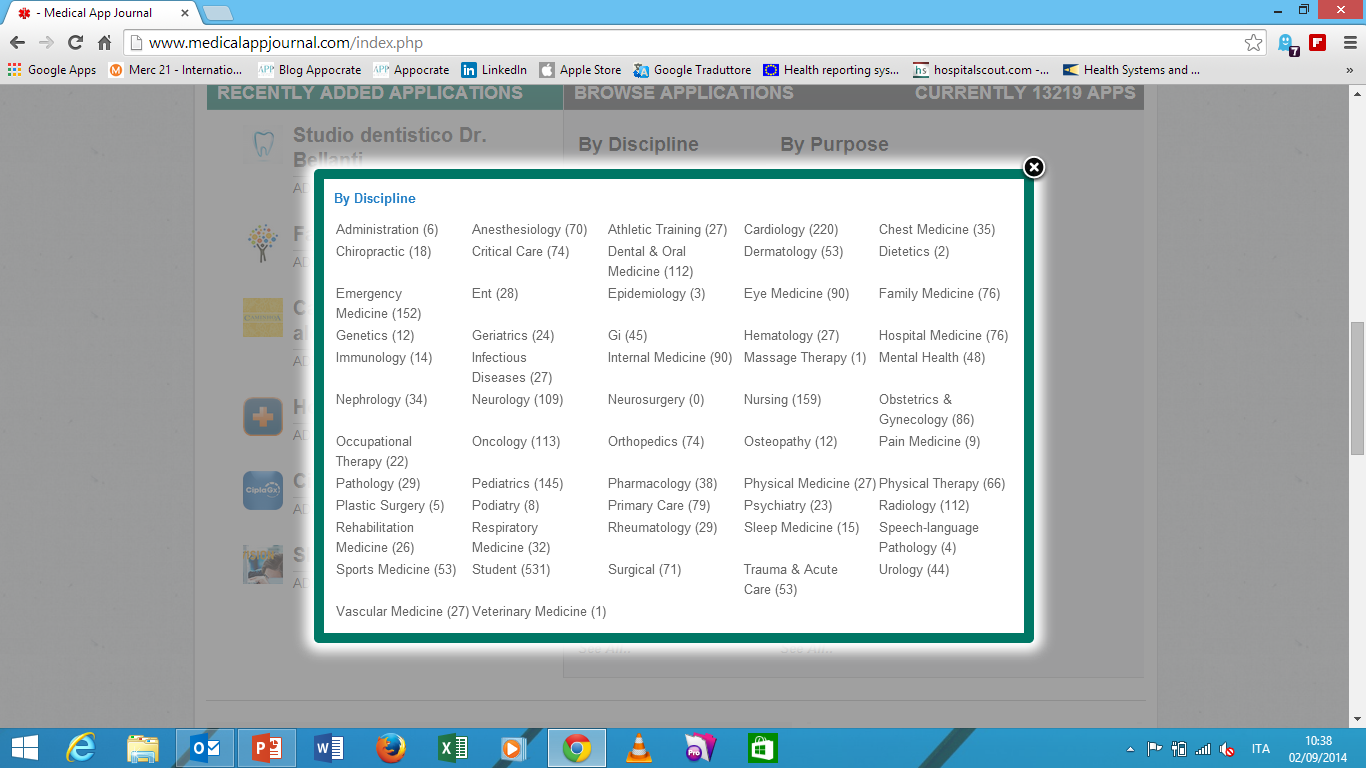 - Medical App Journal
www.medicalappjournal.com/index.php
7
Google Apps
Merc 21 - Internatio...
Blog Appocrate
Appocrate
LinkedIn
Apple Store
Google Traduttore
Health reporting sys...
hospitalscout.com -...
Health Systems and ...
»
RECENTLY ADDED APPLICATIONS
BROWSE APPLICATIONS
CURRENTLY 13219 APPS
Studio dentistico Dr.
Bellanti
By Discipline
By Purpose
By Discipline
Administration (6) Anesthesiology (70) Athletic Training (27) Cardiology (220) Chest Medicine (35)
Chiropractic (18) Critical Care (74) Dental & Oral Dermatology (53) Dietetics (2)
Medicine (112)
Emergency Ent (28) Epidemiology (3) Eye Medicine (90) Family Medicine (76)
Medicine (152)
Genetics (12) Geriatrics (24) Gi (45) Hematology (27) Hospital Medicine (76)
Immunology (14) Infectious Internal Medicine (90) Massage Therapy (1) Mental Health (48)
Diseases (27)
Nephrology (34) Neurology (109) Neurosurgery (0) Nursing (159) Obstetrics &
Gynecology (86)
Occupational Oncology (113) Orthopedics (74) Osteopathy (12) Pain Medicine (9)
Therapy (22)
Pathology (29) Pediatrics (145) Pharmacology (38) Physical Medicine (27) Physical Therapy (66)
Plastic Surgery (5) Podiatry (8) Primary Care (79) Psychiatry (23) Radiology (112)
Rehabilitation Respiratory Rheumatology (29) Sleep Medicine (15) Speech-language
Medicine (26) Medicine (32) Pathology (4)
Sports Medicine (53) Student (531) Surgical (71) Trauma & Acute Urology (44)
Care (53)
Vascular Medicine (27) Veterinary Medicine (1)
See All... See All...
ITA
10:38
02/09/2014